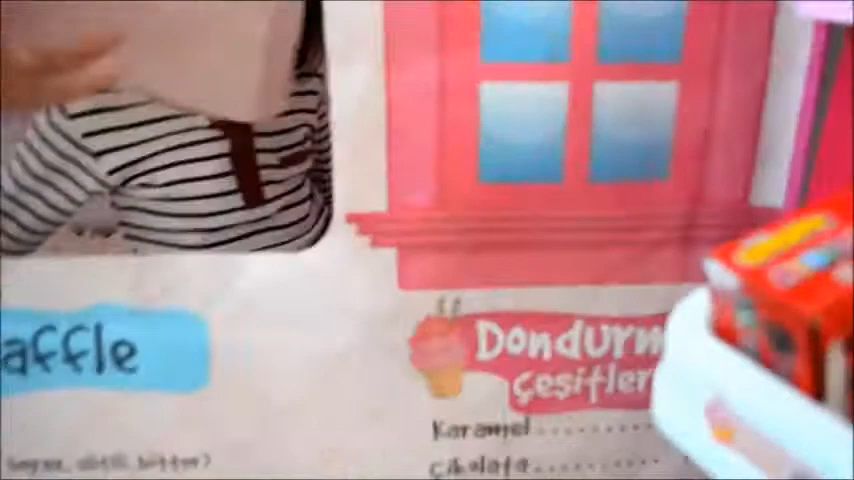 affle
Dondurm
Çeşitler
Karamel..........
Çikolata..........